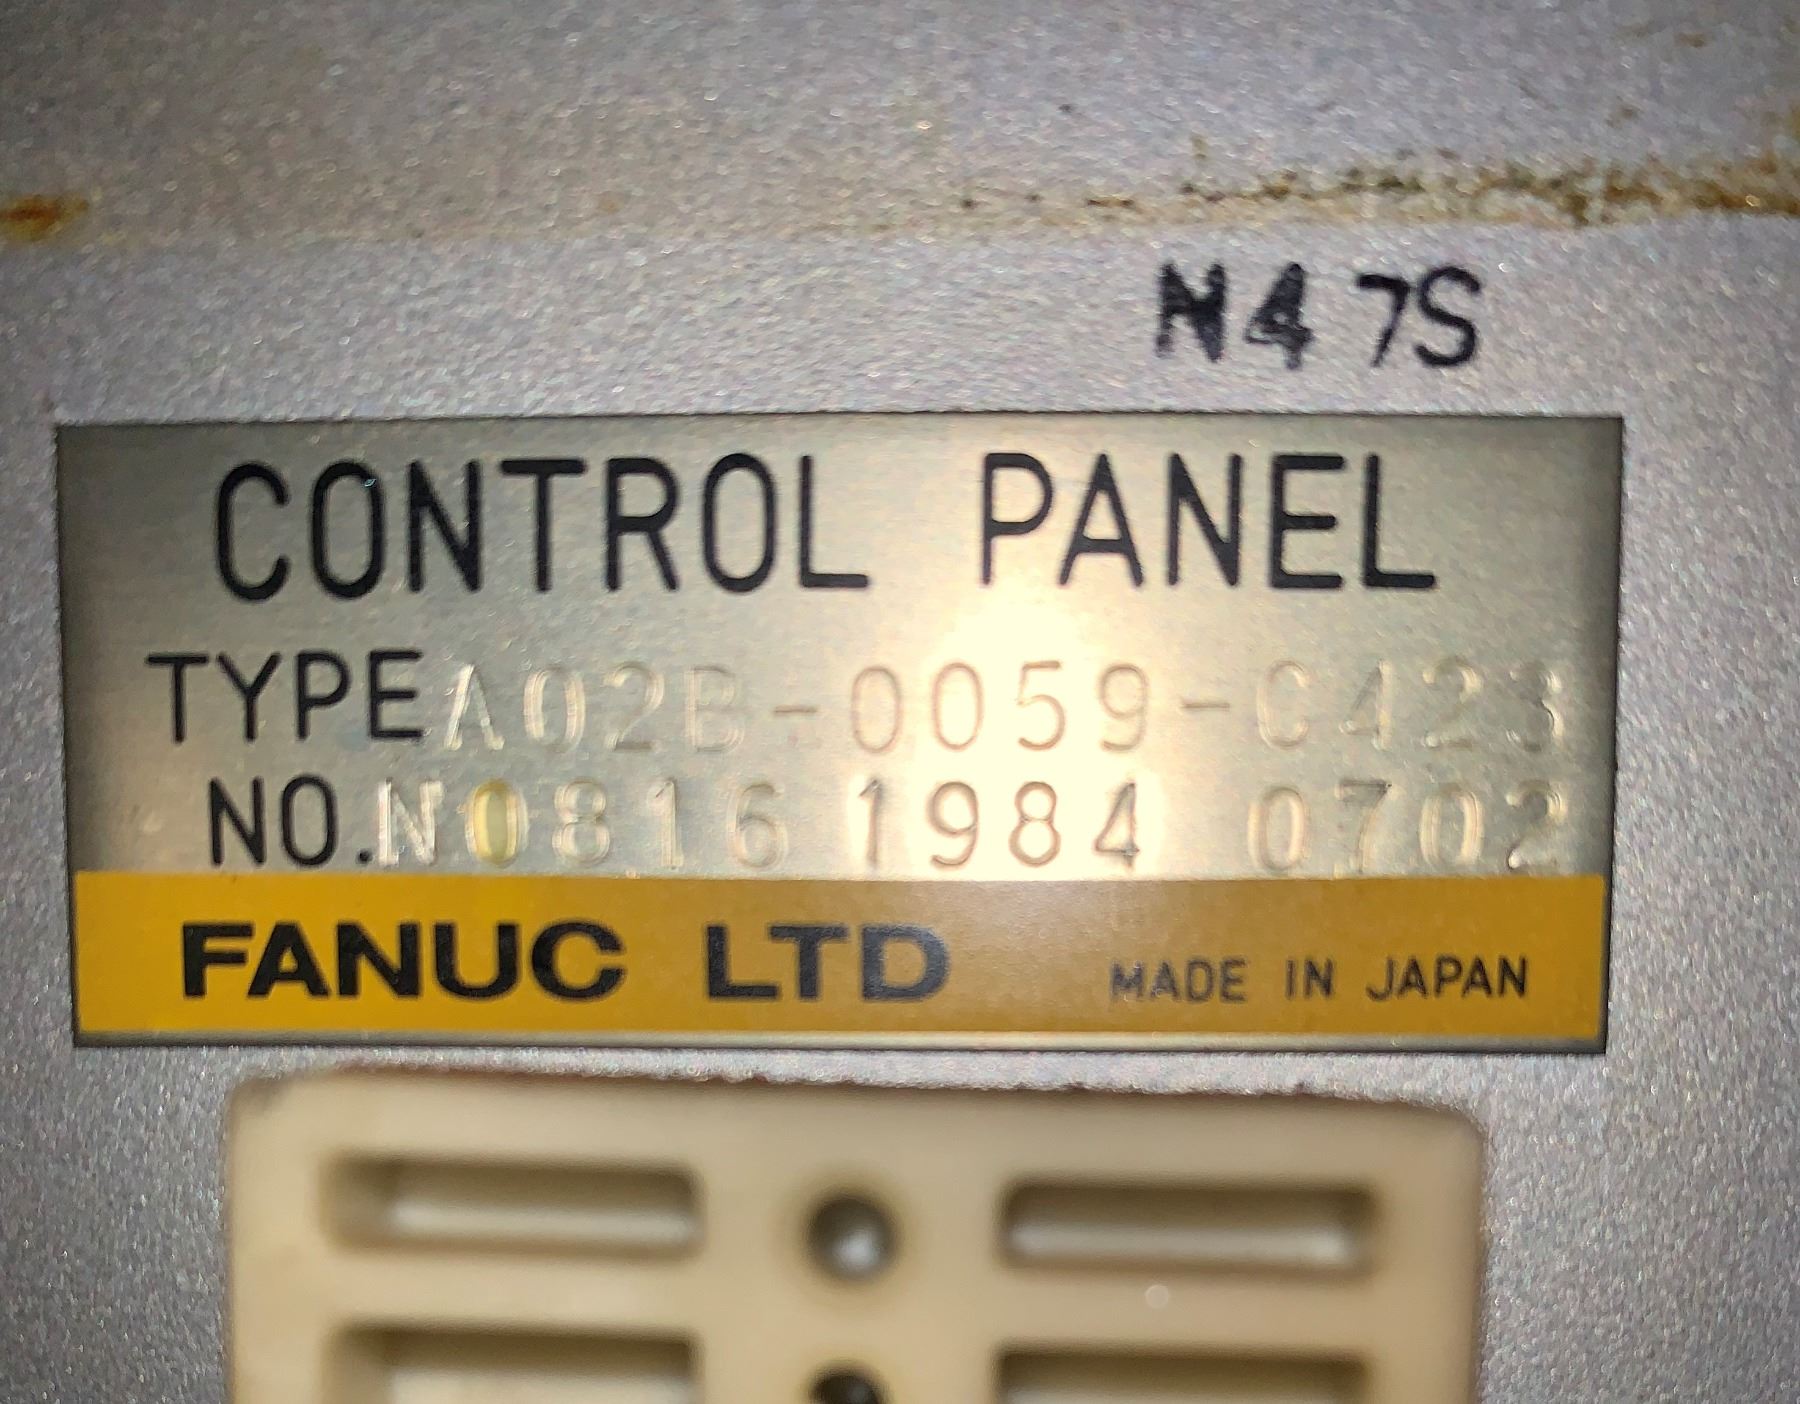 N47S
CONTROL PANEL
TYPE A02B-0059-C423
NO. N0816 1984 0702
FANUC LTD MADE IN JAPAN